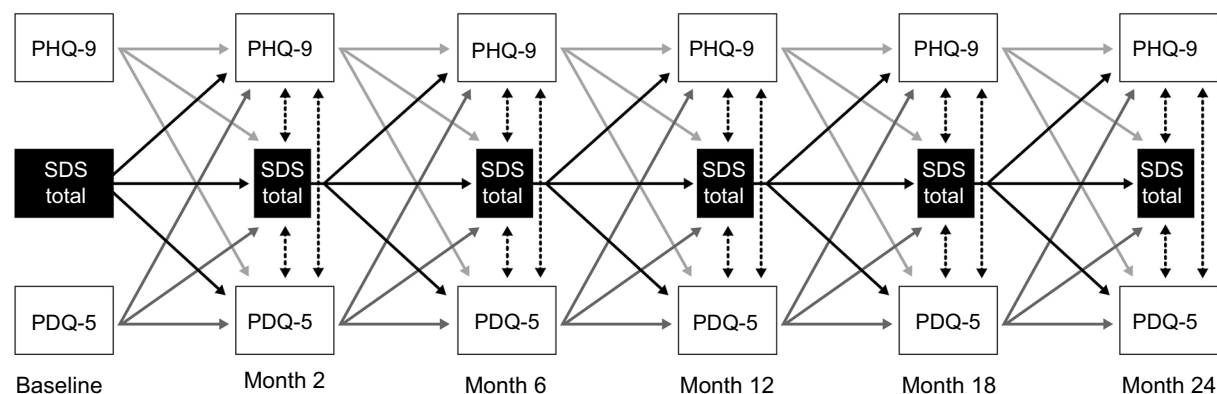 PHQ-9 PHQ-9 PHQ-9 PHQ-9 PHQ-9 PHQ-9
SDS SDS SDS SDS SDS SDS
total total total total total total
PDQ-5 PDQ-5 PDQ-5 PDQ-5 PDQ-5 PDQ-5
Baseline Month 2 Month 6 Month 12 Month 18 Month 24